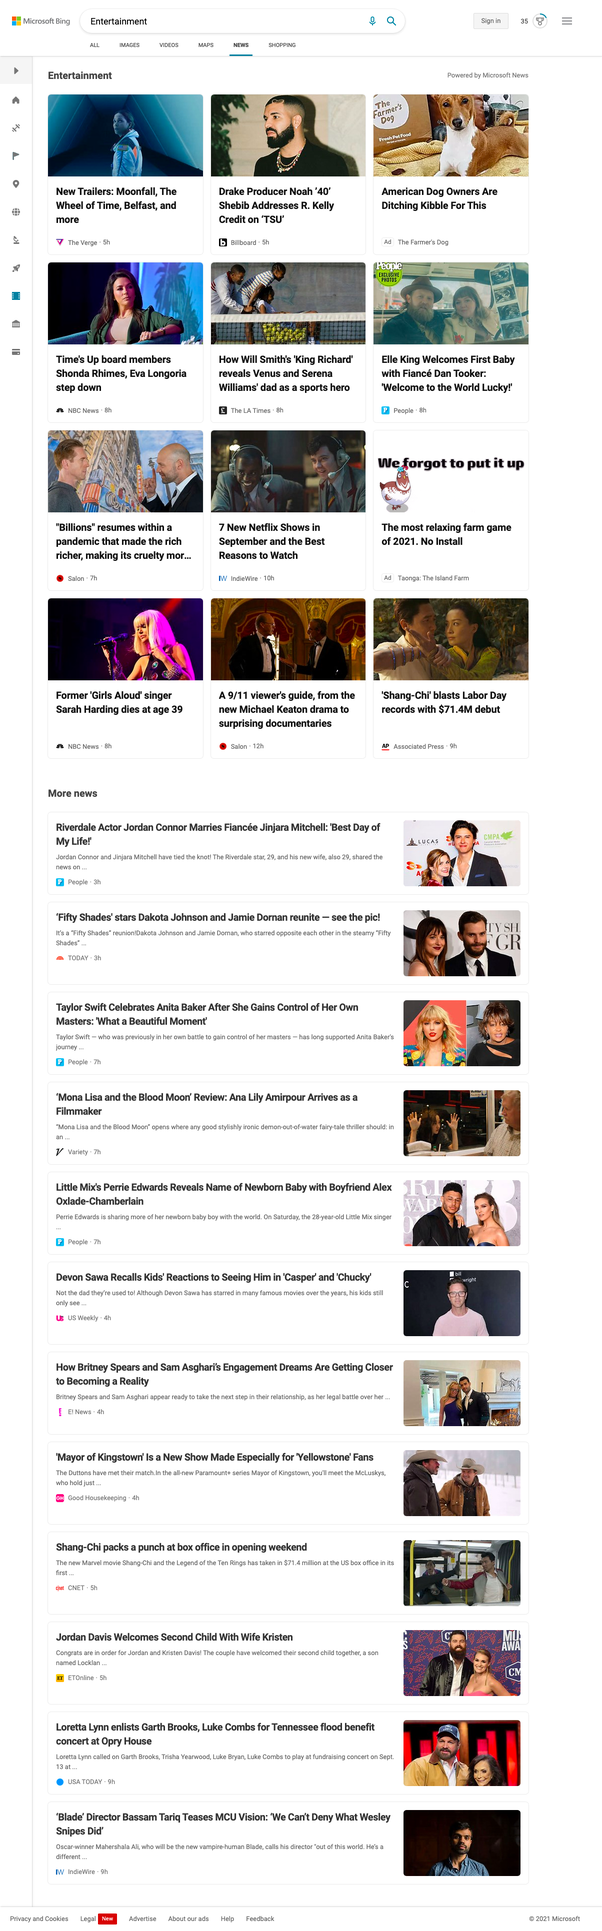 Microsoft Bing
Entertainment
Sign in
35
ALL
IMAGES
VIDEOS
MAPS
NEWS
SHOPPING
Entertainment
Powered by Microsoft News
New Trailers: Moonfall, The
Wheel of Time, Belfast, and
more
The Verge · 5h
Drake Producer Noah '40'
Shebib Addresses R. Kelly
Credit on 'TSU'
Billboard · 5h
The
Farmer's
Dog
Fresh Pet Food
American Dog Owners Are
Ditching Kibble For This
Ad The Farmer's Dog
Time's Up board members
Shonda Rhimes, Eva Longoria
step down
NBC News · 8h
How Will Smith's 'King Richard'
reveals Venus and Serena
Williams' dad as a sports hero
The LA Times · 8h
People
EXCLUSIVE
PHOTOS
Elle King Welcomes First Baby
with Fiancé Dan Tooker:
'Welcome to the World Lucky!'
People · 8h
"Billions" resumes within a
pandemic that made the rich
richer, making its cruelty mor...
Salon · 7h
7 New Netflix Shows in
September and the Best
Reasons to Watch
IndieWire · 10h
We forgot to put it up
The most relaxing farm game
of 2021. No Install
Ad Taonga: The Island Farm
Former 'Girls Aloud' singer
Sarah Harding dies at age 39
NBC News · 8h
A 9/11 viewer's guide, from the
new Michael Keaton drama to
surprising documentaries
Salon · 12h
'Shang-Chi' blasts Labor Day
records with $71.4M debut
AP Associated Press · 9h
More news
Riverdale Actor Jordan Connor Marries Fiancée Jinjara Mitchell: 'Best Day of
My Life!'
Jordan Connor and Jinjara Mitchell have tied the knot! The Riverdale star, 29, and his new wife, also 29, shared the
news on ...
People · 3h
LUCAS
CMPA
'Fifty Shades' stars Dakota Johnson and Jamie Dornan reunite — see the pic!
It's a "Fifty Shades" reunion!Dakota Johnson and Jamie Dornan, who starred opposite each other in the steamy "Fifty
Shades" ...
TODAY · 3h
TY SH
F GR
Taylor Swift Celebrates Anita Baker After She Gains Control of Her Own
Masters: 'What a Beautiful Moment'
Taylor Swift — who was previously in her own battle to gain control of her masters — has long supported Anita Baker's
journey ...
People · 7h
'Mona Lisa and the Blood Moon' Review: Ana Lily Amirpour Arrives as a
Filmmaker
"Mona Lisa and the Blood Moon" opens where any good stylishly ironic demon-out-of-water fairy-tale thriller should: in
an ...
Variety · 7h
Little Mix's Perrie Edwards Reveals Name of Newborn Baby with Boyfriend Alex
Oxlade-Chamberlain
Perrie Edwards is sharing more of her newborn baby boy with the world. On Saturday, the 28-year-old Little Mix singer
...
People · 7h
Devon Sawa Recalls Kids' Reactions to Seeing Him in 'Casper' and 'Chucky'
Not the dad they're used to! Although Devon Sawa has starred in many famous movies over the years, his kids still
only see ...
US Weekly · 4h
How Britney Spears and Sam Asghari's Engagement Dreams Are Getting Closer
to Becoming a Reality
Britney Spears and Sam Asghari appear ready to take the next step in their relationship, as her legal battle over her ...
E! News · 4h
'Mayor of Kingstown' Is a New Show Made Especially for 'Yellowstone' Fans
The Duttons have met their match.In the all-new Paramount+ series Mayor of Kingstown, you'll meet the McLuskys,
who hold just ...
Good Housekeeping · 4h
Shang-Chi packs a punch at box office in opening weekend
The new Marvel movie Shang-Chi and the Legend of the Ten Rings has taken in $71.4 million at the US box office in its
first ...
CNET · 5h
Jordan Davis Welcomes Second Child With Wife Kristen
Congrats are in order for Jordan and Kristen Davis! The couple have welcomed their second child together, a son
named Locklan ...
ET ETOnline · 5h
Loretta Lynn enlists Garth Brooks, Luke Combs for Tennessee flood benefit
concert at Opry House
Loretta Lynn called on Garth Brooks, Trisha Yearwood, Luke Bryan, Luke Combs to play at fundraising concert on Sept.
13 at ...
USA TODAY · 9h
'Blade' Director Bassam Tariq Teases MCU Vision: 'We Can't Deny What Wesley
Snipes Did'
Oscar-winner Mahershala Ali, who will be the new vampire-human Blade, calls his director "out of this world. He's a
different ...
IndieWire · 9h
Privacy and Cookies
Legal New
Advertise
About our ads
Help
Feedback
© 2021 Microsoft